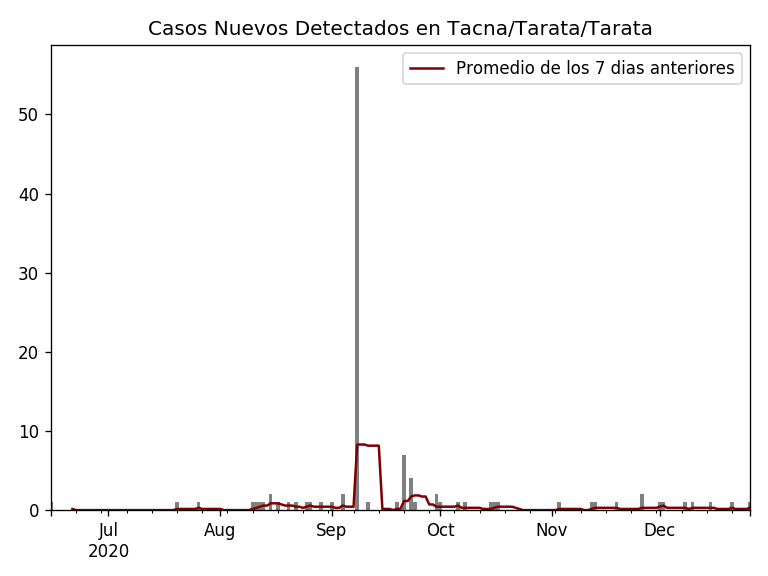 Casos Nuevos Detectados en Tacna/Tarata/Tarata
Promedio de los 7 dias anteriores
50
40
30
20
10
0
Jul Aug Sep Oct Nov Dec
2020